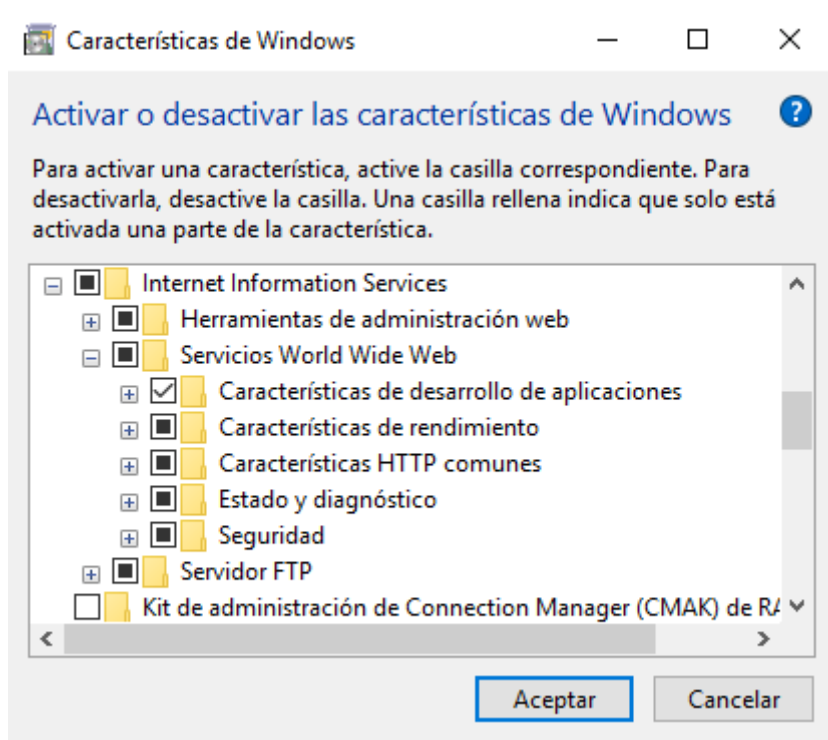 Características de Windows
Activar o desactivar las características de Windows
Para activar una característica, active la casilla correspondiente. Para
desactivarla, desactive la casilla. Una casilla rellena indica que solo está
activada una parte de la característica.
Internet Information Services
Herramientas de administración web
Servicios World Wide Web
Características de desarrollo de aplicaciones
Características de rendimiento
Características HTTP comunes
Estado y diagnóstico
Seguridad
Servidor FTP
Kit de administración de Connection Manager (CMAK) de
Aceptar Cancelar